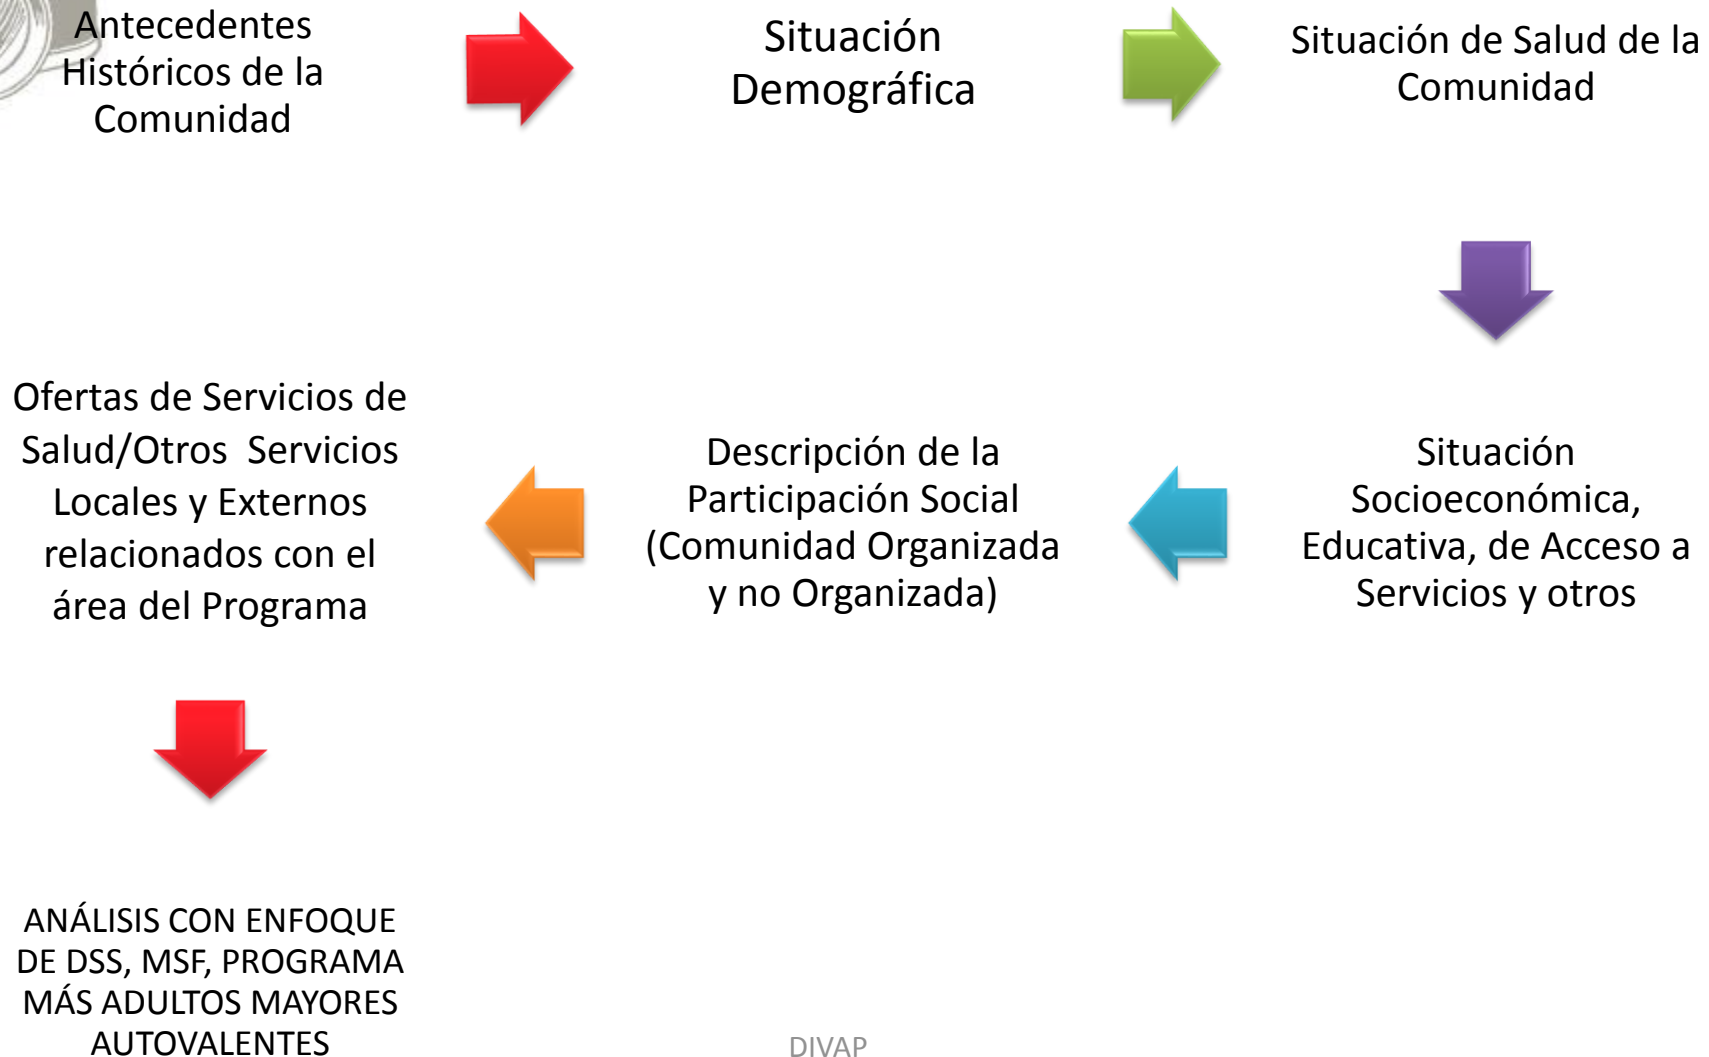 Antecedentes
Históricos de la
Comunidad
Situación
Demográfica
Situación de Salud de la
Comunidad
Situación
Socioeconómica,
Educativa, de Acceso a
Servicios y otros
Descripción de la
Participación Social
(Comunidad Organizada
y no Organizada)
Ofertas de Servicios de
Salud/Otros Servicios
Locales y Externos
relacionados con el
área del Programa
ANÁLISIS CON ENFOQUE
DE DSS, MSF, PROGRAMA
MÁS ADULTOS MAYORES
AUTOVALENTES
DIVAP